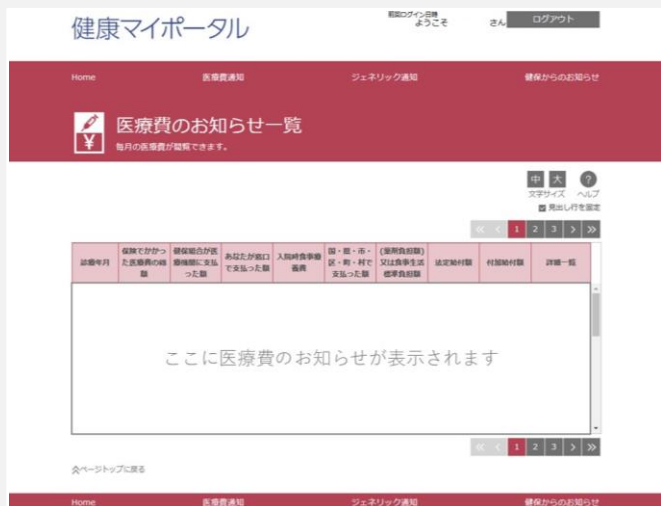 健康マイポータル
前回ログイン日時
ようこそ さん
ログアウト
Home 医療費通知 ジェネリック通知 健保からのお知らせ
医療費のお知らせ一覧
毎月の医療費が閲覧できます。
中 大 ?
文字サイズ ヘルプ
見出し行を固定
« < 1 2 3 > »
診療年月
保険でかかっ
た医療費の総
額
健保組合が医
療機関に支払
った額
あなたが窓口
で支払った額
入院時食事療
養費
国・県・市・
区・町・村で
支払った額
(薬剤負担額)
又は食事生活
標準負担額
法定給付額
付加給付額
詳細一覧
ここに医療費のお知らせが表示されます
« < 1 2 3 > »
ページトップに戻る
Home 医療費通知 ジェネリック通知 健保からのお知らせ